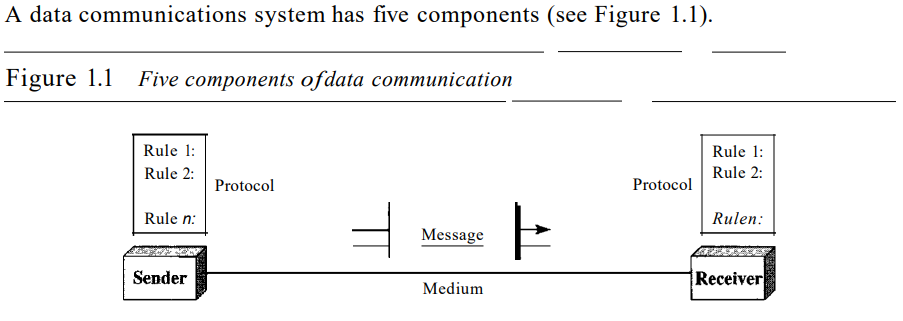 A data communications system has five components (see Figure 1.1).
Figure 1.1 Five components ofdata communication
Rule 1:
Rule 2:
Rule n:
Protocol
Protocol
Rule 1:
Rule 2:
Rulen:
Message
Sender
Receiver
Medium